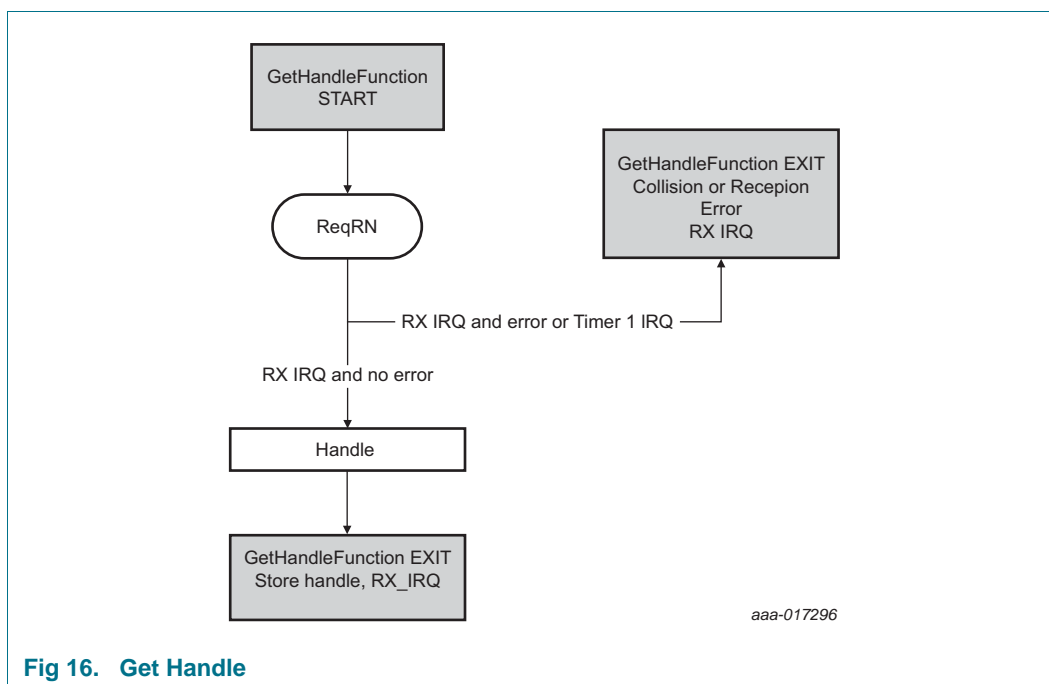 GetHandleFunction
START
GetHandleFunction EXIT
Collision or Recepion
Error
RX IRQ
ReqRN
RX IRQ and error or Timer 1 IRQ
RX IRQ and no error
Handle
GetHandleFunction EXIT
Store handle, RX_IRQ
aaa-017296
Fig 16. Get Handle